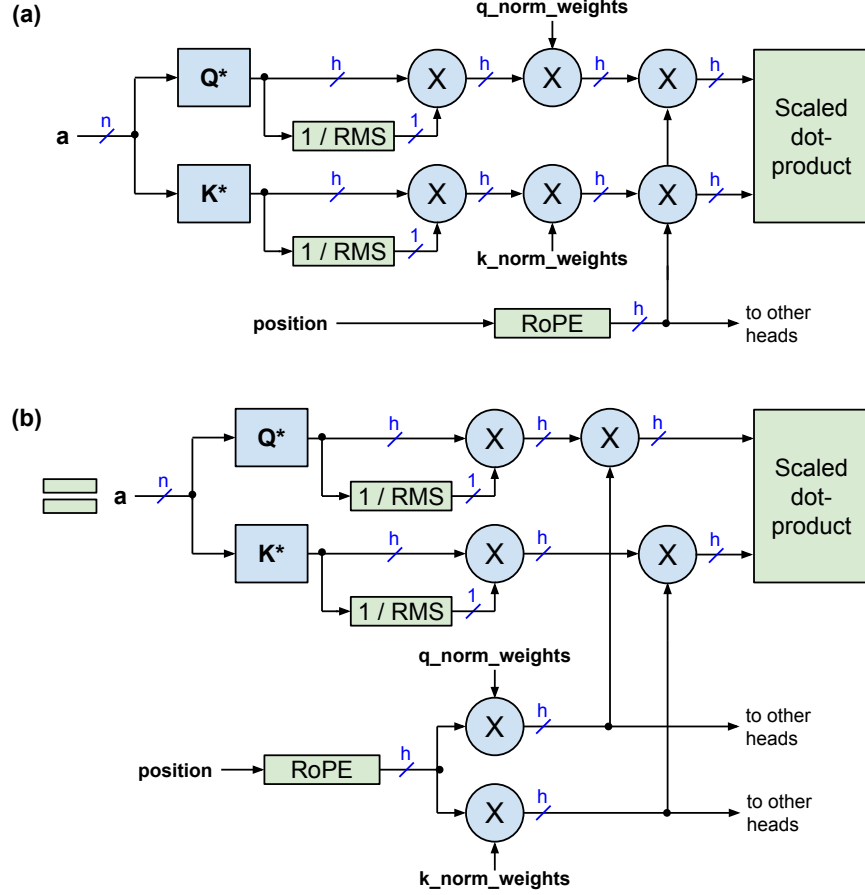 (a)
q_norm_weights
Q*
h
X
h
X
h
X
h
Scaled
dot-
product
a
n
1 / RMS
1
K*
h
X
h
X
h
X
h
1 / RMS
1
k_norm_weights
position
RoPE
h
to other
heads
(b)
Q*
h
X
h
X
h
Scaled
dot-
product
a
n
1 / RMS
1
K*
h
X
h
X
h
1 / RMS
1
q_norm_weights
X
h
to other
heads
position
RoPE
h
X
h
to other
heads
k_norm_weights